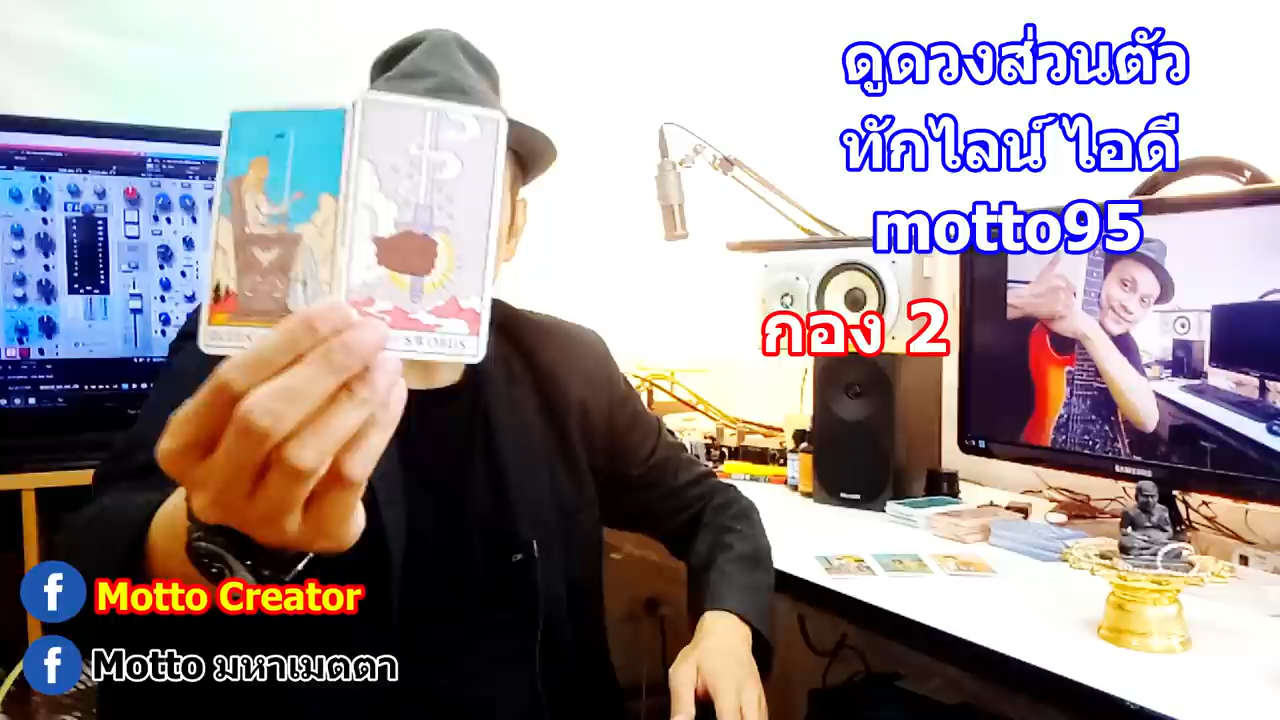 ดูดวงส่วนตัว
ทักไลน์ ไอดี
motto95
กอง 2
SWORDS
SAMSUNG
f Motto Creator
f Motto มหาเมตตา